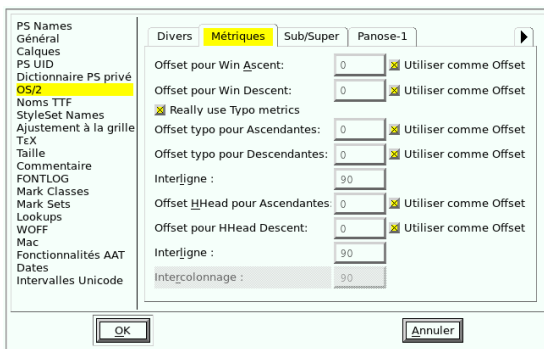 PS Names
Général
Calques
PS UID
Dictionnaire PS privé
OS/2
Noms TTF
StyleSet Names
Ajustement à la grille
TεX
Taille
Commentaire
FONTLOG
Mark Classes
Mark Sets
Lookups
WOFF
Mac
Fonctionnalités AAT
Dates
Intervalles Unicode
Divers Métriques Sub/Super Panose-1
Offset pour Win Ascent: 0 Utiliser comme Offset
Offset pour Win Descent: 0 Utiliser comme Offset
Really use Typo metrics
Offset typo pour Ascendantes: 0 Utiliser comme Offset
Offset typo pour Descendantes: 0 Utiliser comme Offset
Interligne : 90
Offset HHead pour Ascendantes: 0 Utiliser comme Offset
Offset pour HHead Descent: 0 Utiliser comme Offset
Interligne : 90
Intercolonnage : 90
OK Annuler